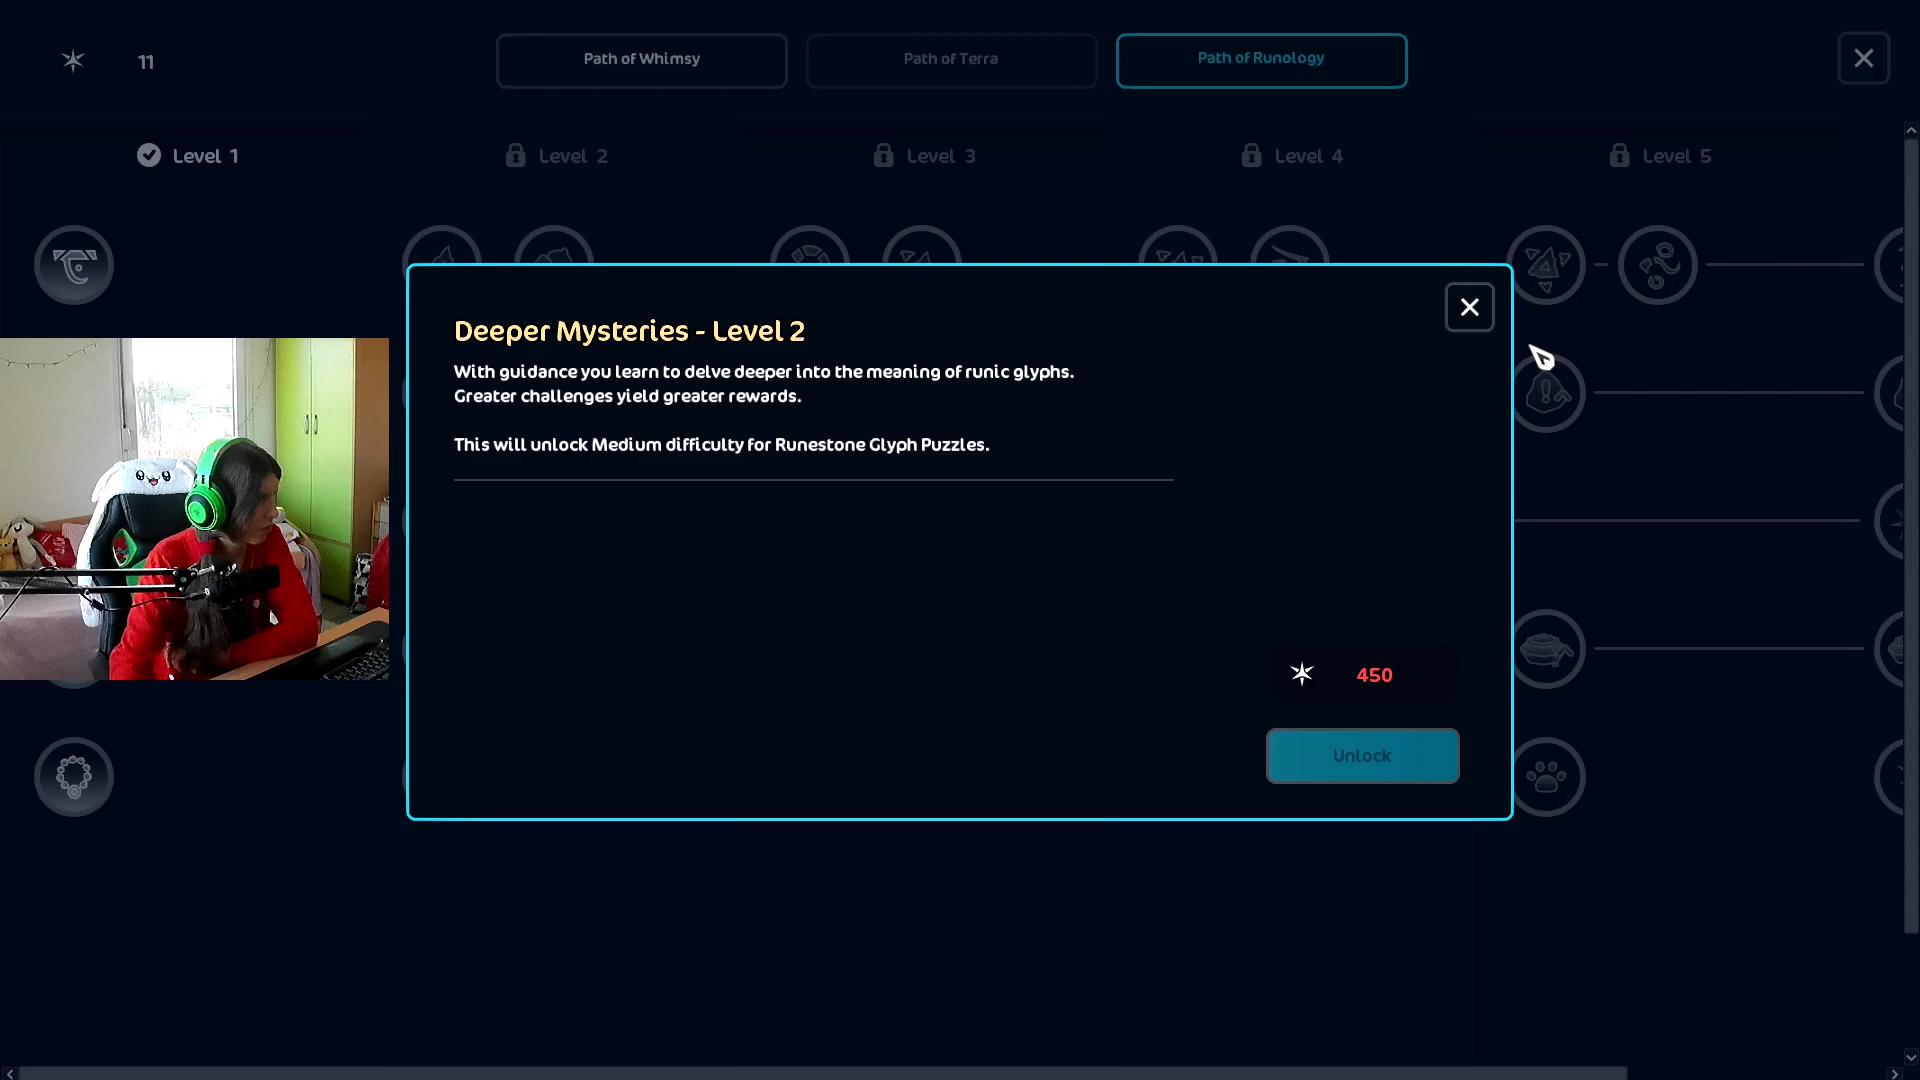 11
Path of Whimsy
Path of Terra
Path of Runology
Level 1
Level 2
Level 3
Level 4
Level 5
Deeper Mysteries - Level 2
With guidance you learn to delve deeper into the meaning of runic glyphs.
Greater challenges yield greater rewards.
This will unlock Medium difficulty for Runestone Glyph Puzzles.
450
Unlock